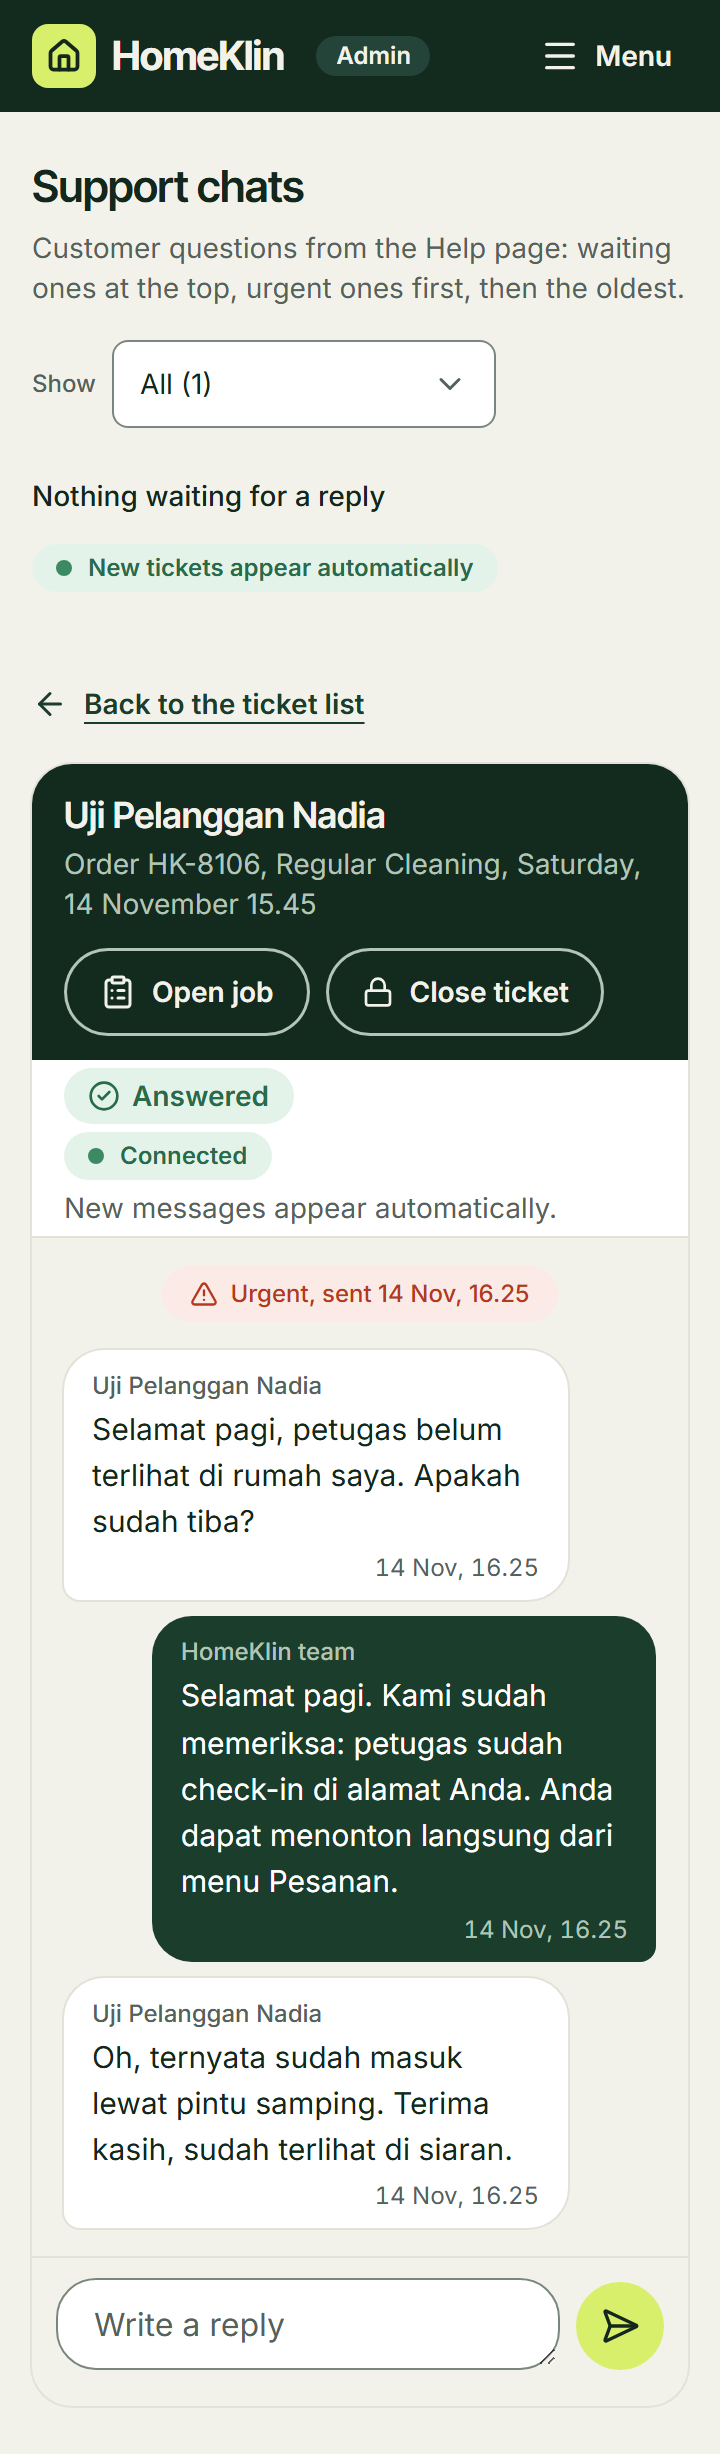 HomeKlin
Admin
Menu
Support chats
Customer questions from the Help page: waiting
ones at the top, urgent ones first, then the oldest.
Show
All (1)
Nothing waiting for a reply
New tickets appear automatically
Back to the ticket list
Uji Pelanggan Nadia
Order HK-8106, Regular Cleaning, Saturday,
14 November 15.45
Open job
Close ticket
Answered
Connected
New messages appear automatically.
Urgent, sent 14 Nov, 16.25
Uji Pelanggan Nadia
Selamat pagi, petugas belum
terlihat di rumah saya. Apakah
sudah tiba?
14 Nov, 16.25
HomeKlin team
Selamat pagi. Kami sudah
memeriksa: petugas sudah
check-in di alamat Anda. Anda
dapat menonton langsung dari
menu Pesanan.
14 Nov, 16.25
Uji Pelanggan Nadia
Oh, ternyata sudah masuk
lewat pintu samping. Terima
kasih, sudah terlihat di siaran.
14 Nov, 16.25
Write a reply